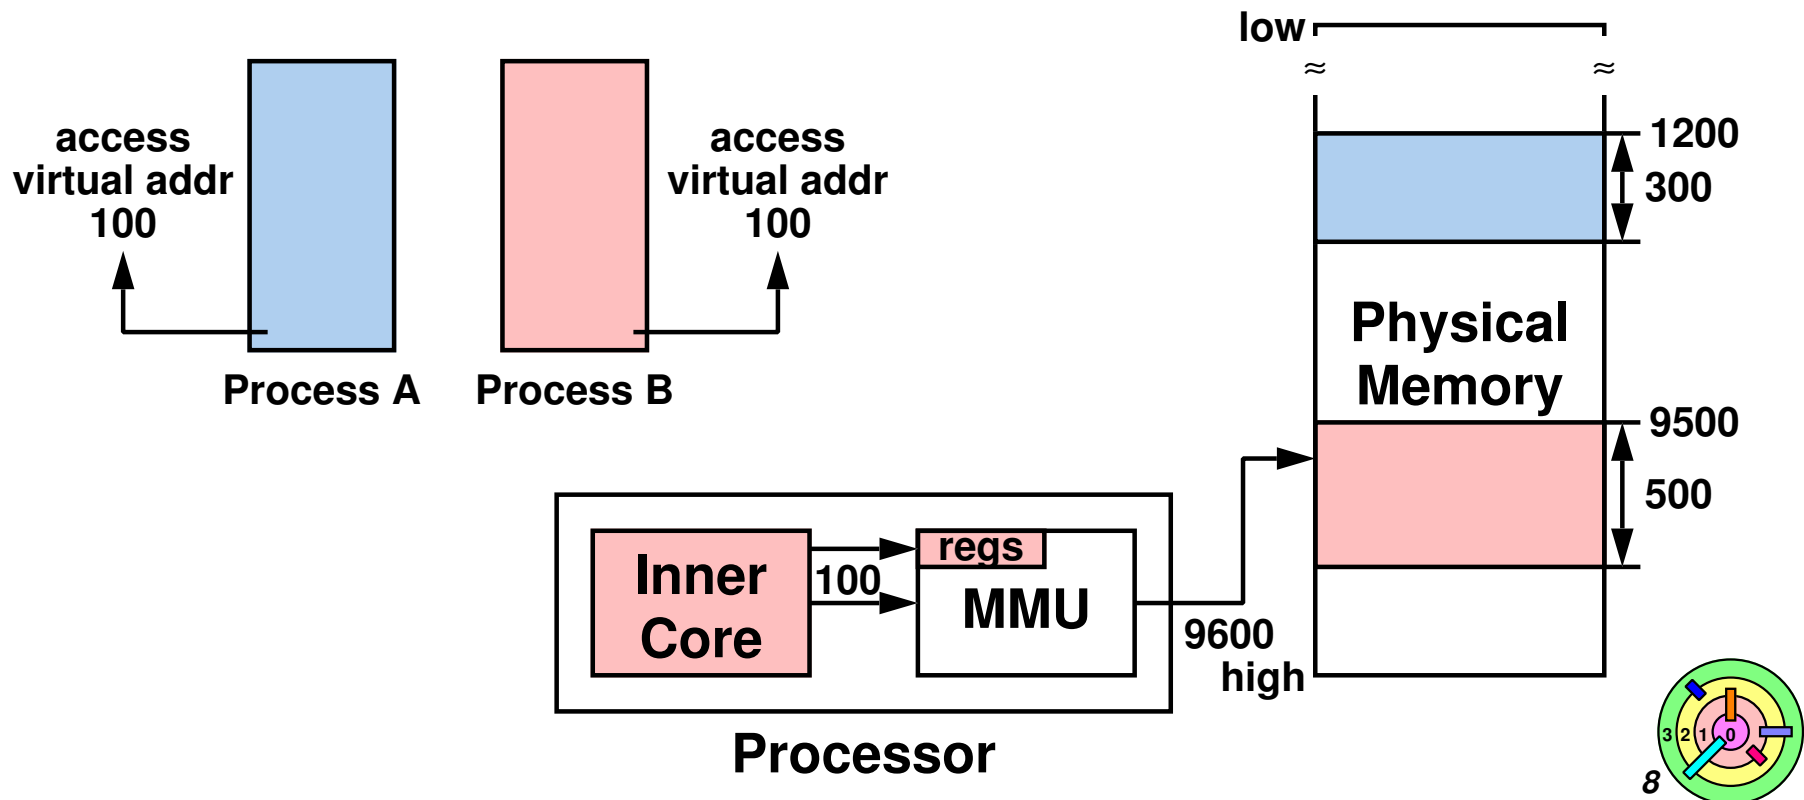 low
≈ ≈
access
virtual addr
100
access
virtual addr
100
1200
300
Process A
Process B
Physical
Memory
9500
500
Inner
Core
100
regs
MMU
9600
high
Processor
3 2 1 0
8